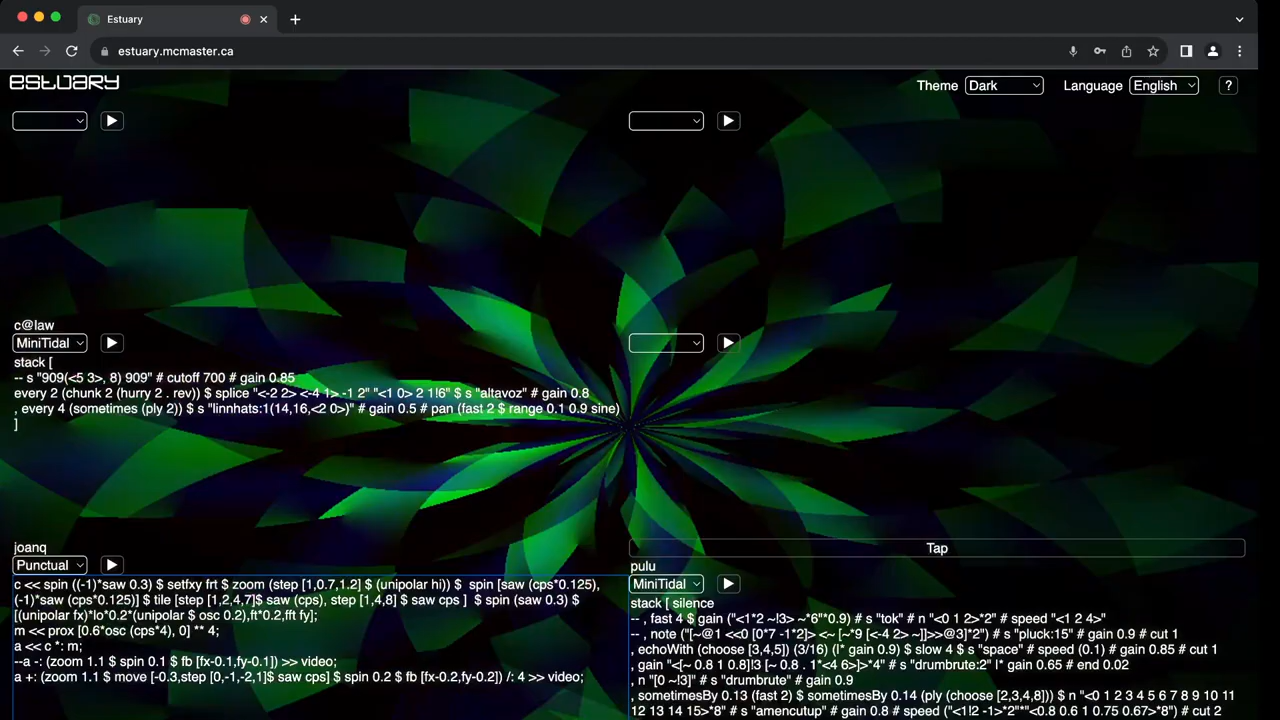 Estuary
estuary.mcmaster.ca
ESTUARY
Theme Dark Language English ?
c@law
MiniTidal
stack [
-- s "909(<5 3>, 8) 909" # cutoff 700 # gain 0.85
every 2 (chunk 2 (hurry 2 . rev)) $ splice "<-2 2> <-4 1> -1 2" "<1 0> 2 1!6" $ s "altavoz" # gain 0.8
, every 4 (sometimes (ply 2)) $ s "linnhats:1(14,16,<2 0>)" # gain 0.5 # pan (fast 2 $ range 0.1 0.9 sine)
]
joanq
Punctual
c << spin ((-1)*saw 0.3) $ setfxy frt $ zoom (step [1,0.7,1.2] $ (unipolar hi)) $  spin [saw (cps*0.125),
(-1)*saw (cps*0.125)] $ tile [step [1,2,4,7]$ saw (cps), step [1,4,8] $ saw cps ]  $ spin (saw 0.3) $
[(unipolar fx)*lo*0.2*(unipolar $ osc 0.2),ft*0.2,fft fy];
m << prox [0.6*osc (cps*4), 0] ** 4;
a << c *: m;
--a -: (zoom 1.1 $ spin 0.1 $ fb [fx-0.1,fy-0.1]) >> video;
a +: (zoom 1.1 $ move [-0.3,step [0,-1,-2,1]$ saw cps] $ spin 0.2 $ fb [fx-0.2,fy-0.2]) /: 4 >> video;
Tap
pulu
MiniTidal
stack [ silence
-- , fast 4 $ gain ("<1*2 ~!3> ~*6"*0.9) # s "tok" # n "<0 1 2>*2" # speed "<1 2 4>"
-- , note ("[~@1 <<0 [0*7 -1*2]> <~ [~*9 [<-4 2> ~]]>>@3]*2") # s "pluck:15" # gain 0.9 # cut 1
, echoWith (choose [3,4,5]) (3/16) (|* gain 0.9) $ slow 4 $ s "space" # speed (0.1) # gain 0.85 # cut 1
, gain "<[~ 0.8 1 0.8]!3 [~ 0.8 . 1*<4 6>]>*4" # s "drumbrute:2" |* gain 0.65 # end 0.02
, n "[0 ~!3]" # s "drumbrute" # gain 0.9
, sometimesBy 0.13 (fast 2) $ sometimesBy 0.14 (ply (choose [2,3,4,8])) $ n "<0 1 2 3 4 5 6 7 8 9 10 11
12 13 14 15>*8" # s "amencutup" # gain 0.8 # speed ("<1!2 -1>*2"*"<0.8 0.6 1 0.75 0.67>*8") # cut 2